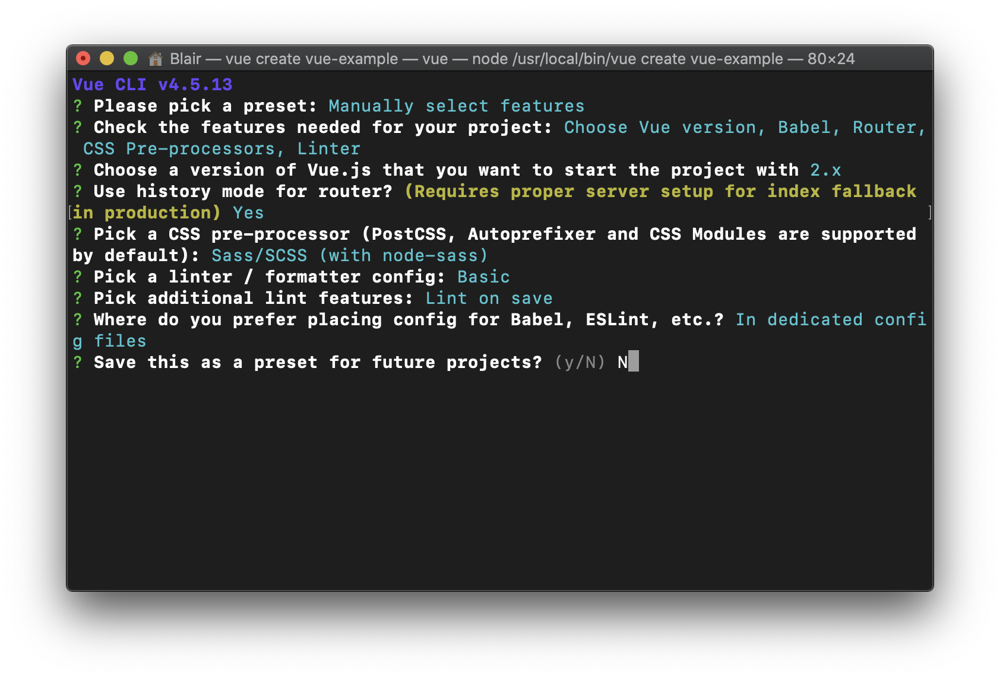 Blair — vue create vue-example — vue — node /usr/local/bin/vue create vue-example — 80×24
Vue CLI v4.5.13
? Please pick a preset: Manually select features
? Check the features needed for your project: Choose Vue version, Babel, Router,
CSS Pre-processors, Linter
? Choose a version of Vue.js that you want to start the project with 2.x
? Use history mode for router? (Requires proper server setup for index fallback
[in production) Yes ]
? Pick a CSS pre-processor (PostCSS, Autoprefixer and CSS Modules are supported
by default): Sass/SCSS (with node-sass)
? Pick a linter / formatter config: Basic
? Pick additional lint features: Lint on save
? Where do you prefer placing config for Babel, ESLint, etc.? In dedicated confi
g files
? Save this as a preset for future projects? (y/N) N